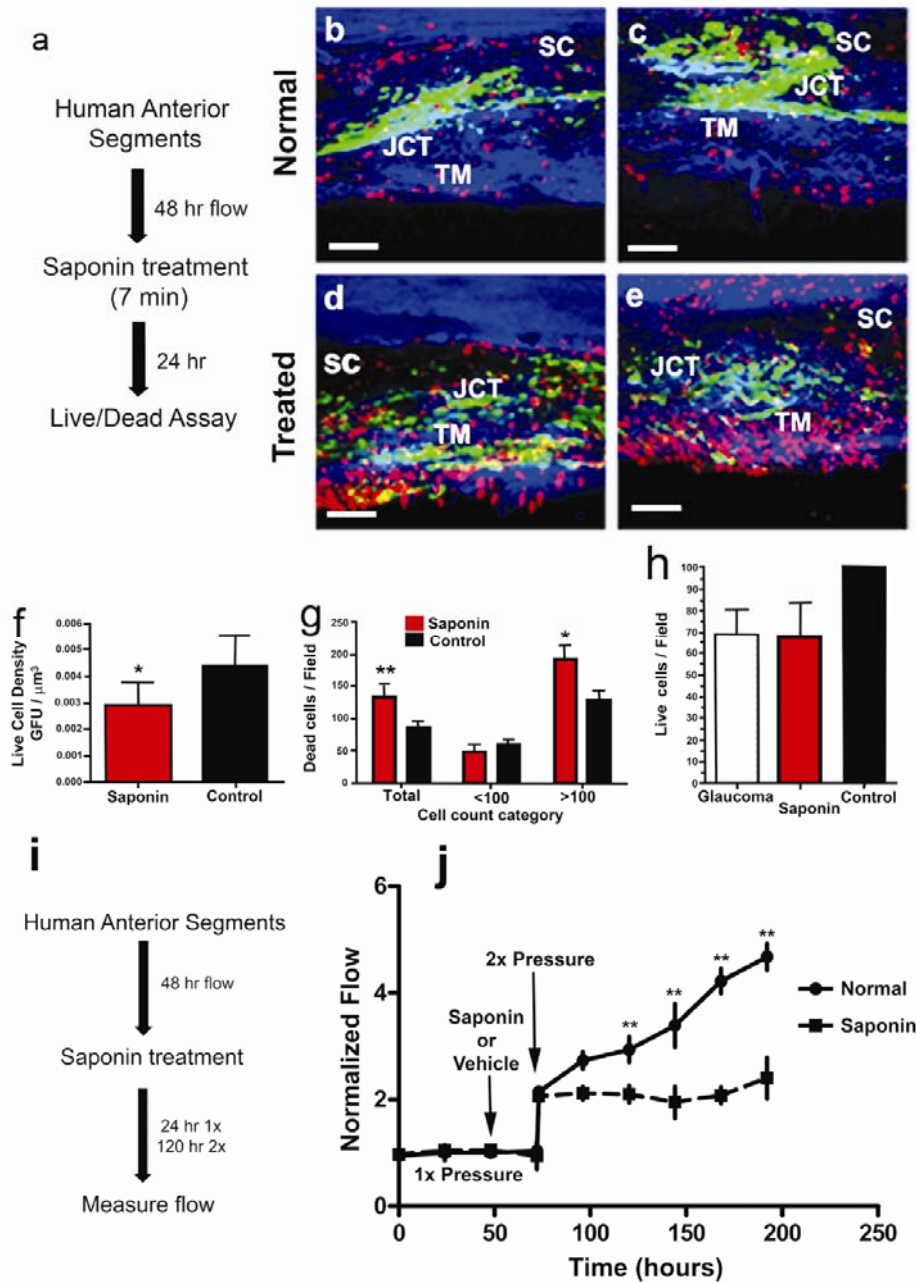 a
Human Anterior
Segments
48 hr flow
Saponin treatment
(7 min)
24 hr
Live/Dead Assay
Normal
b
SC
JCT
TM
c
SC
JCT
TM
Treated
d
SC
JCT
TM
e
SC
JCT
TM
f
Live Cell Density
GFU / μm³
0.006
0.005
0.004
0.003
0.002
0.001
0.000
*
Saponin
Control
g
Dead cells / Field
250
200
150
100
50
0
Saponin
Control
**
*
Total
<100
>100
Cell count category
h
Live cells / Field
100
90
80
70
60
50
40
30
20
10
0
Glaucoma
Saponin
Control
i
Human Anterior Segments
48 hr flow
Saponin treatment
24 hr 1x
120 hr 2x
Measure flow
j
Normalized Flow
6
4
2
0
2x Pressure
Saponin
or
Vehicle
1x Pressure
**
**
**
**
Normal
Saponin
0
50
100
150
200
250
Time (hours)